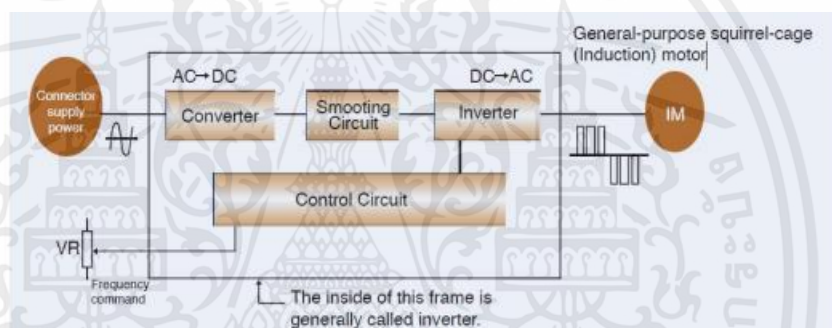 General-purpose squirrel-cage
(Induction) motor
AC→DC
DC→AC
Connector
supply
power
Converter
Smooting
Circuit
Inverter
IM
Control Circuit
VR
Frequency
command
The inside of this frame is
generally called inverter.